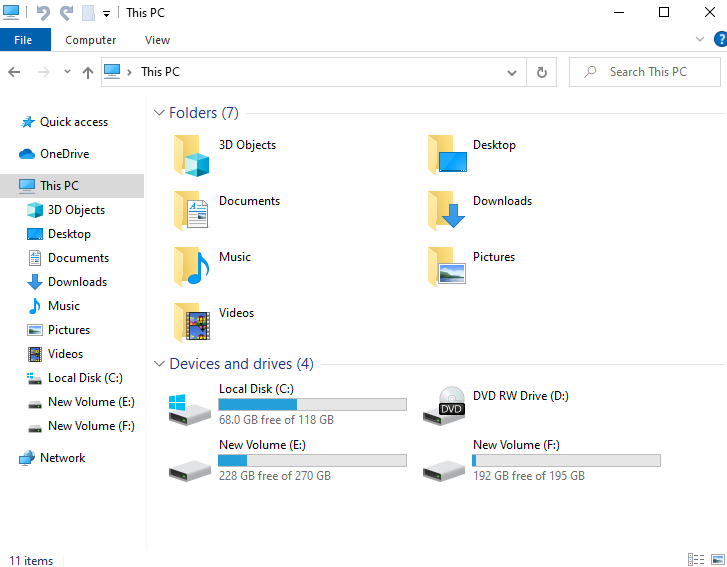 This PC
File Computer View
This PC
Search This PC
Quick access
OneDrive
This PC
3D Objects
Desktop
Documents
Downloads
Music
Pictures
Videos
Local Disk (C:)
New Volume (E:)
New Volume (F:)
Network
Folders (7)
3D Objects
Desktop
Documents
Downloads
Music
Pictures
Videos
Devices and drives (4)
Local Disk (C:)
68.0 GB free of 118 GB
DVD
DVD RW Drive (D:)
New Volume (E:)
228 GB free of 270 GB
New Volume (F:)
192 GB free of 195 GB
11 items